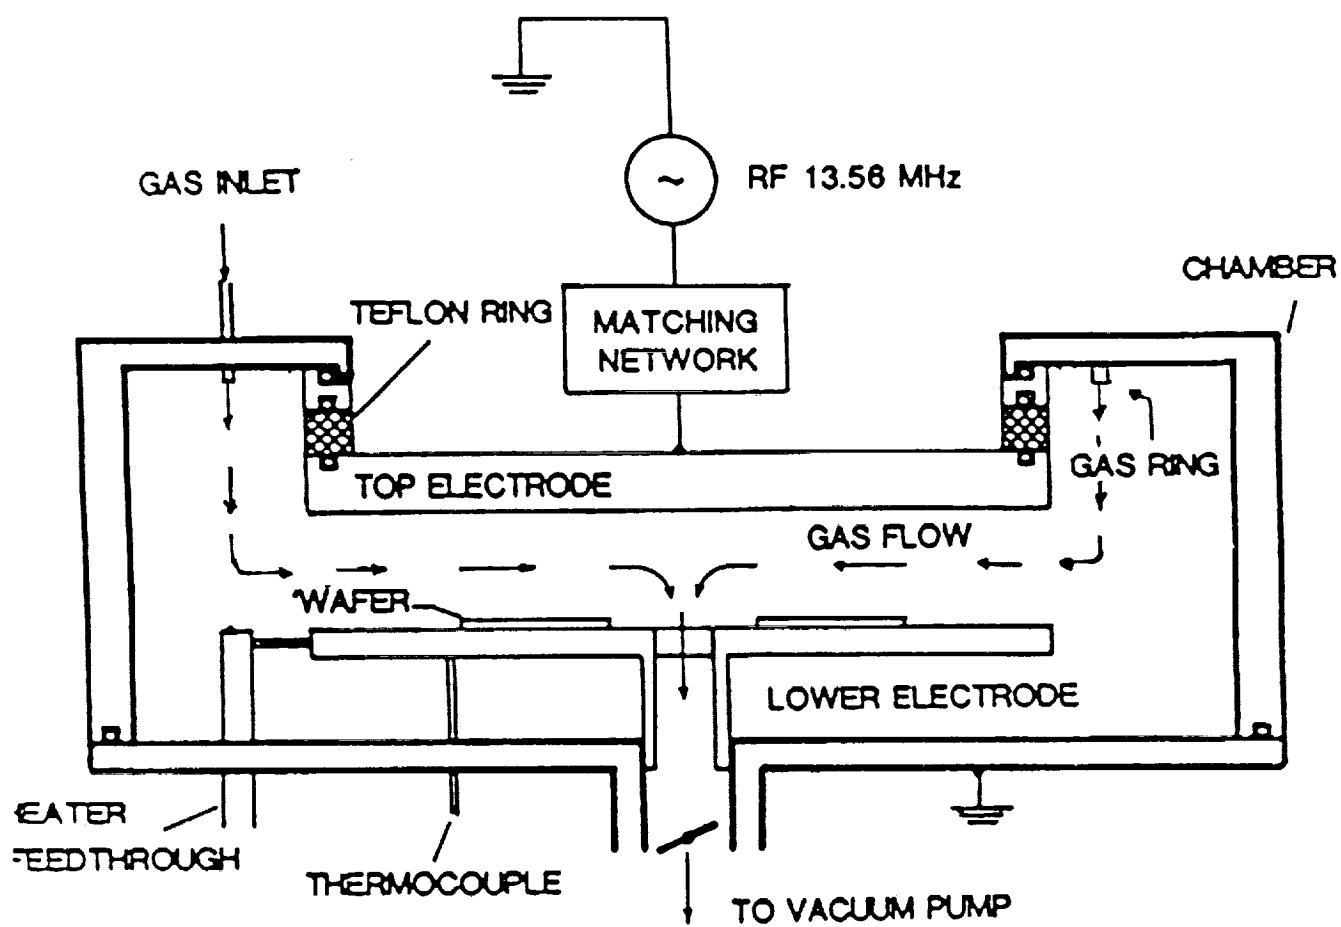 RF 13.56 MHz
~
GAS INLET
CHAMBER
TEFLON RING
MATCHING
NETWORK
TOP ELECTRODE
GAS RING
GAS FLOW
WAFER
LOWER ELECTRODE
EATER
FEEDTHROUGH
THERMOCOUPLE
TO VACUUM PUMP